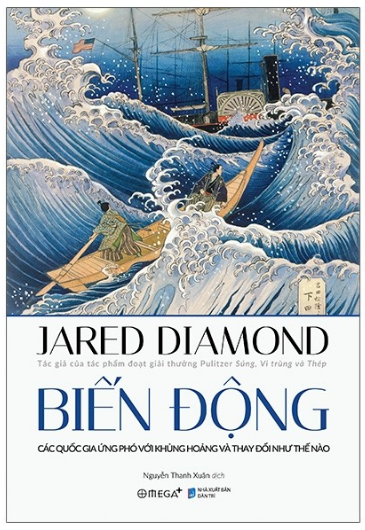 下田
JARED DIAMOND
Tác giả của tác phẩm đoạt giải thưởng Pulitzer Súng, Vi trùng và Thép
BIẾN ĐỘNG
CÁC QUỐC GIA ỨNG PHÓ VỚI KHỦNG HOẢNG VÀ THAY ĐỔI NHƯ THẾ NÀO
Nguyễn Thanh Xuân dịch
OMEGA+
NHÀ XUẤT BẢN
DÂN TRÍ